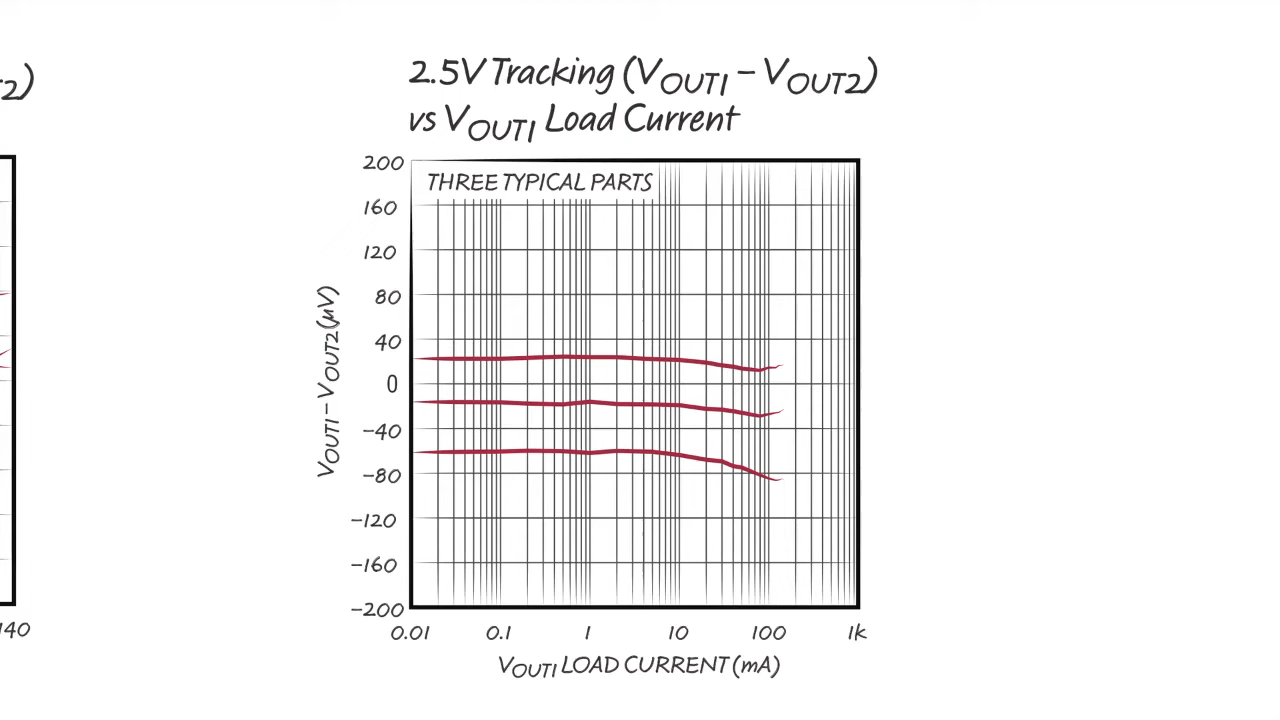 2)
140
2.5V Tracking (VOUT1 – VOUT2)
vs VOUT1 Load Current
THREE TYPICAL PARTS
200
160
120
80
40
0
–40
–80
–120
–160
–200
VOUT1 – VOUT2 (µV)
0.01 0.1 1 10 100 1k
VOUT1 LOAD CURRENT (mA)